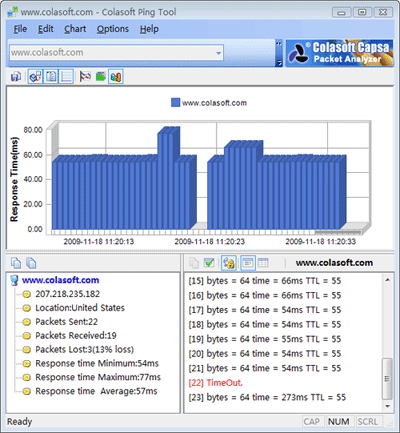 www.colasoft.com - Colasoft Ping Tool
File Edit Chart Options Help
www.colasoft.com
Colasoft Capsa
Packet Analyzer
www.colasoft.com
Response Time(ms)
80.00
60.00
40.00
20.00
0.00
2009-11-18 11:20:13 2009-11-18 11:20:23 2009-11-18 11:20:33
www.colasoft.com
www.colasoft.com
207.218.235.182
Location:United States
Packets Sent:22
Packets Received:19
Packets Lost:3(13% loss)
Response time Minimum:54ms
Response time Maximum:77ms
Response time Average:57ms
[15] bytes = 64 time = 66ms TTL = 55
[16] bytes = 64 time = 66ms TTL = 55
[17] bytes = 64 time = 54ms TTL = 55
[18] bytes = 64 time = 54ms TTL = 55
[19] bytes = 64 time = 55ms TTL = 55
[20] bytes = 64 time = 54ms TTL = 55
[21] bytes = 64 time = 54ms TTL = 55
[22] TimeOut.
[23] bytes = 64 time = 273ms TTL = 55
Ready
CAP NUM SCRL